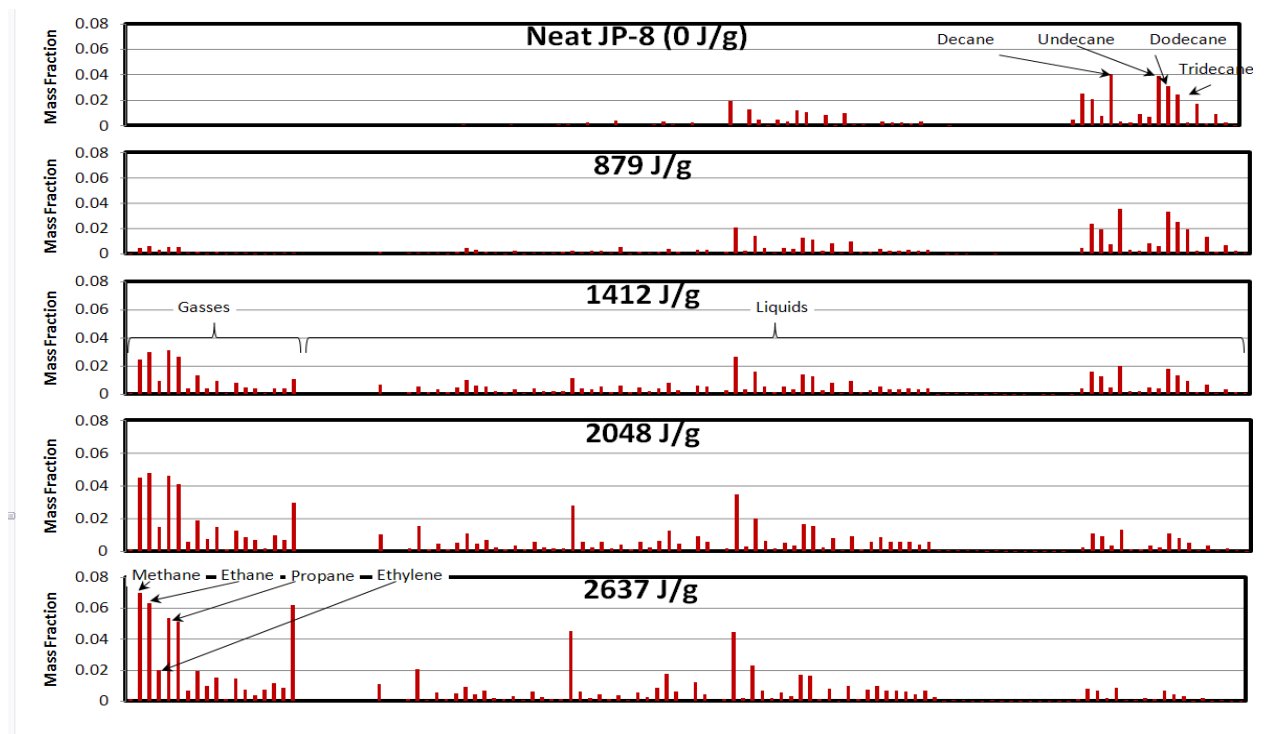 Neat JP-8 (0 J/g)
Mass Fraction
0.08
0.06
0.04
0.02
0
Decane
Undecane
Dodecane
Tridecane
879 J/g
Mass Fraction
0.08
0.06
0.04
0.02
0
1412 J/g
Mass Fraction
0.08
0.06
0.04
0.02
0
Gasses
Liquids
2048 J/g
Mass Fraction
0.08
0.06
0.04
0.02
0
2637 J/g
Mass Fraction
0.08
0.06
0.04
0.02
0
Methane
Ethane
Propane
Ethylene